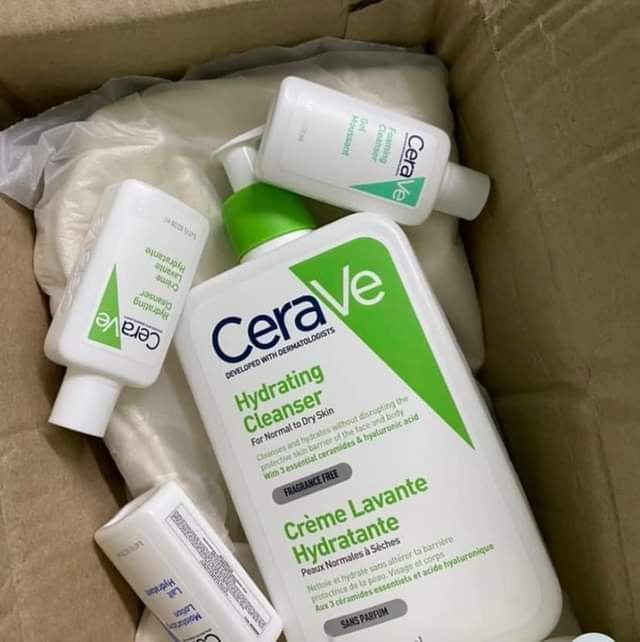 CeraVe
DEVELOPED WITH DERMATOLOGISTS
Hydrating
Cleanser
For Normal to Dry Skin
Cleanses and hydrates without disrupting the
protective skin barrier of the face and body
With 3 essential ceramides & hyaluronic acid
FRAGRANCE FREE
Crème Lavante
Hydratante
Peaux Normales à Sèches
Nettoie et hydrate sans altérer la barrière
protectrice de la peau. Visage et corps
Aux 3 céramides essentiels et acide hyaluronique
SANS PARFUM
CeraVe
Foaming
Cleanser
Gel
Moussant
CeraVe
Hydrating
Cleanser
Crème
Lavante
Hydratante
Moisturising
Lotion
Lait
Hydratant